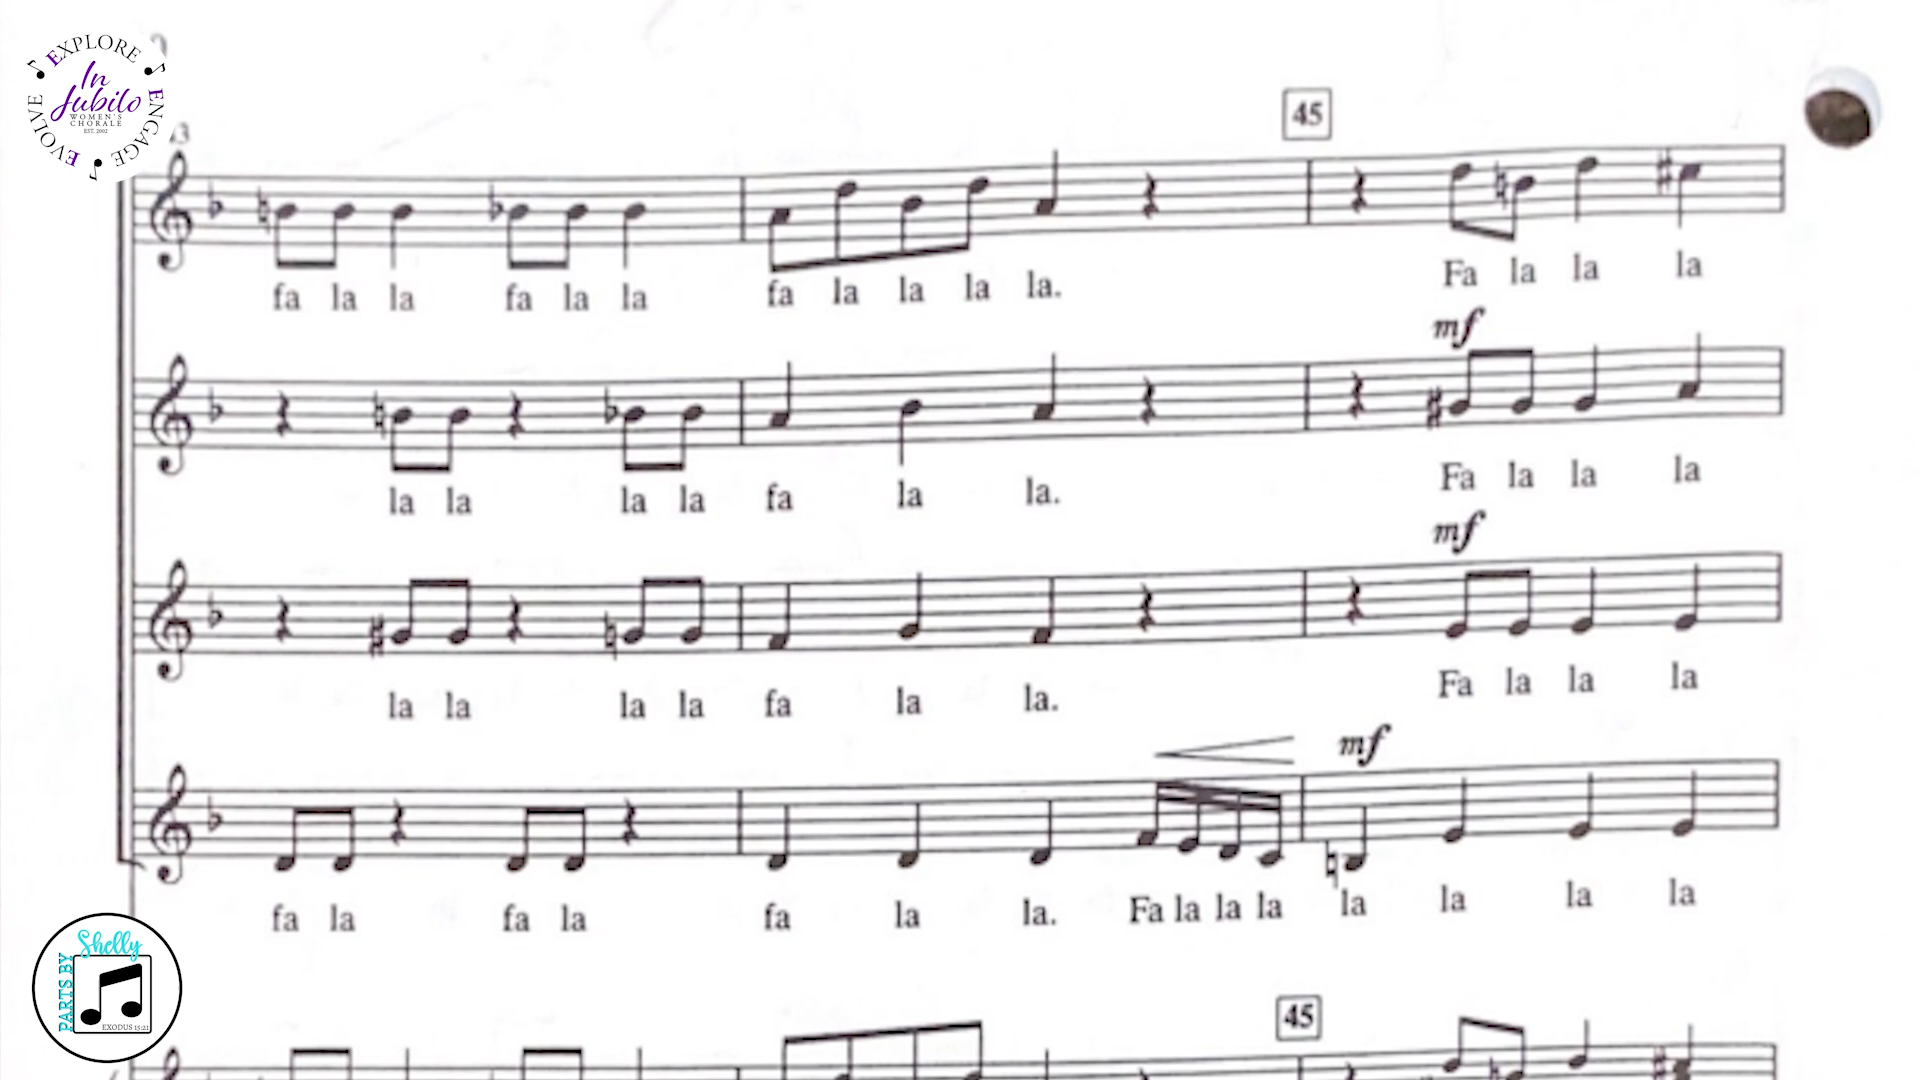 EXPLORE
ENGAGE
EVOLVE
In
Jubilo
WOMEN'S
CHORALE
EST. 2002
45
fa la la fa la la fa la la la la. Fa la la la
mf
la la la la fa la la. Fa la la la
mf
la la la la fa la la. Fa la la la
mf
fa la fa la fa la la. Fa la la la la la la la
PARTS BY
Shelly
EXODUS 15:21
45